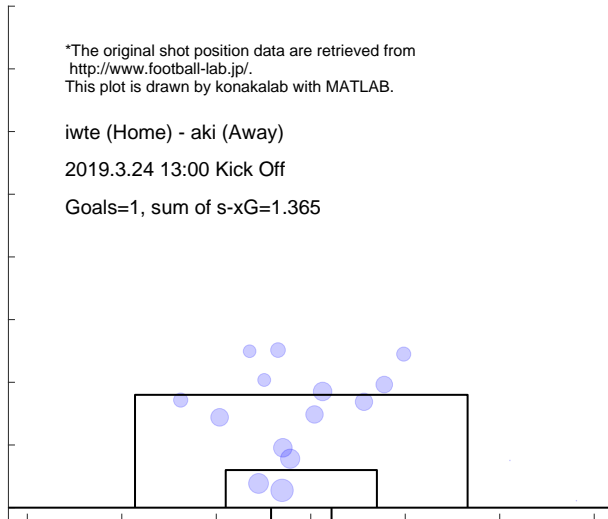 *The original shot position data are retrieved from
http://www.football-lab.jp/.
This plot is drawn by konakalab with MATLAB.
iwte (Home) - aki (Away)
2019.3.24 13:00 Kick Off
Goals=1, sum of s-xG=1.365